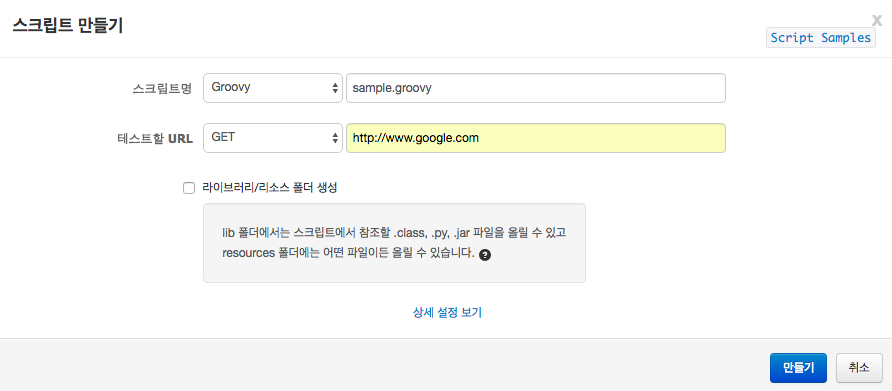 스크립트 만들기
x
Script Samples
스크립트명 Groovy sample.groovy
테스트할 URL GET http://www.google.com
라이브러리/리소스 폴더 생성
lib 폴더에서는 스크립트에서 참조할 .class, .py, .jar 파일을 올릴 수 있고
resources 폴더에는 어떤 파일이든 올릴 수 있습니다. ?
상세 설정 보기
만들기 취소